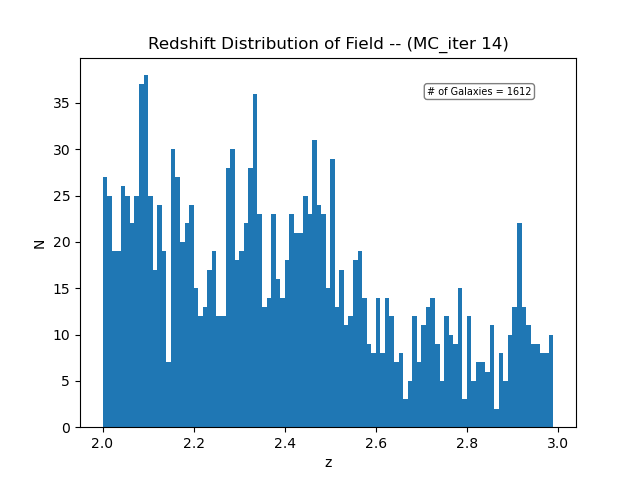 Redshift Distribution of Field -- (MC_iter 14)
# of Galaxies = 1612
N
35
30
25
20
15
10
5
0
2.0 2.2 2.4 2.6 2.8 3.0
z